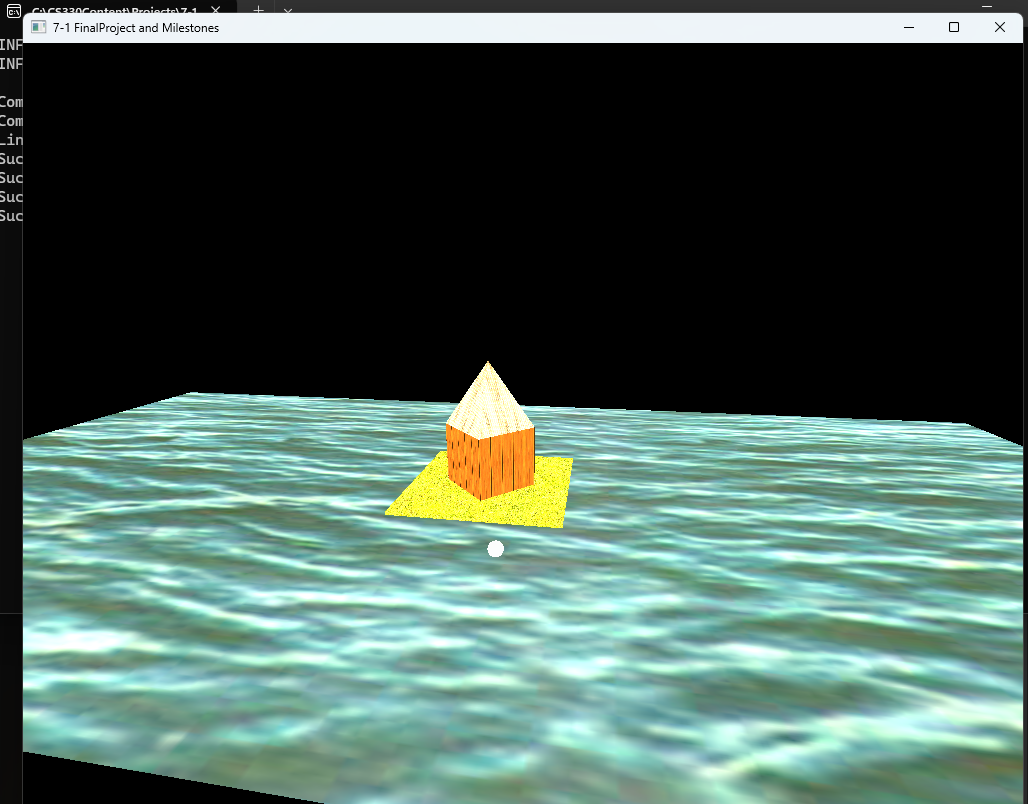 C:\CS330Content\Projects\7-1
7-1 FinalProject and Milestones
INF
INF
Com
Com
Lin
Suc
Suc
Suc
Suc